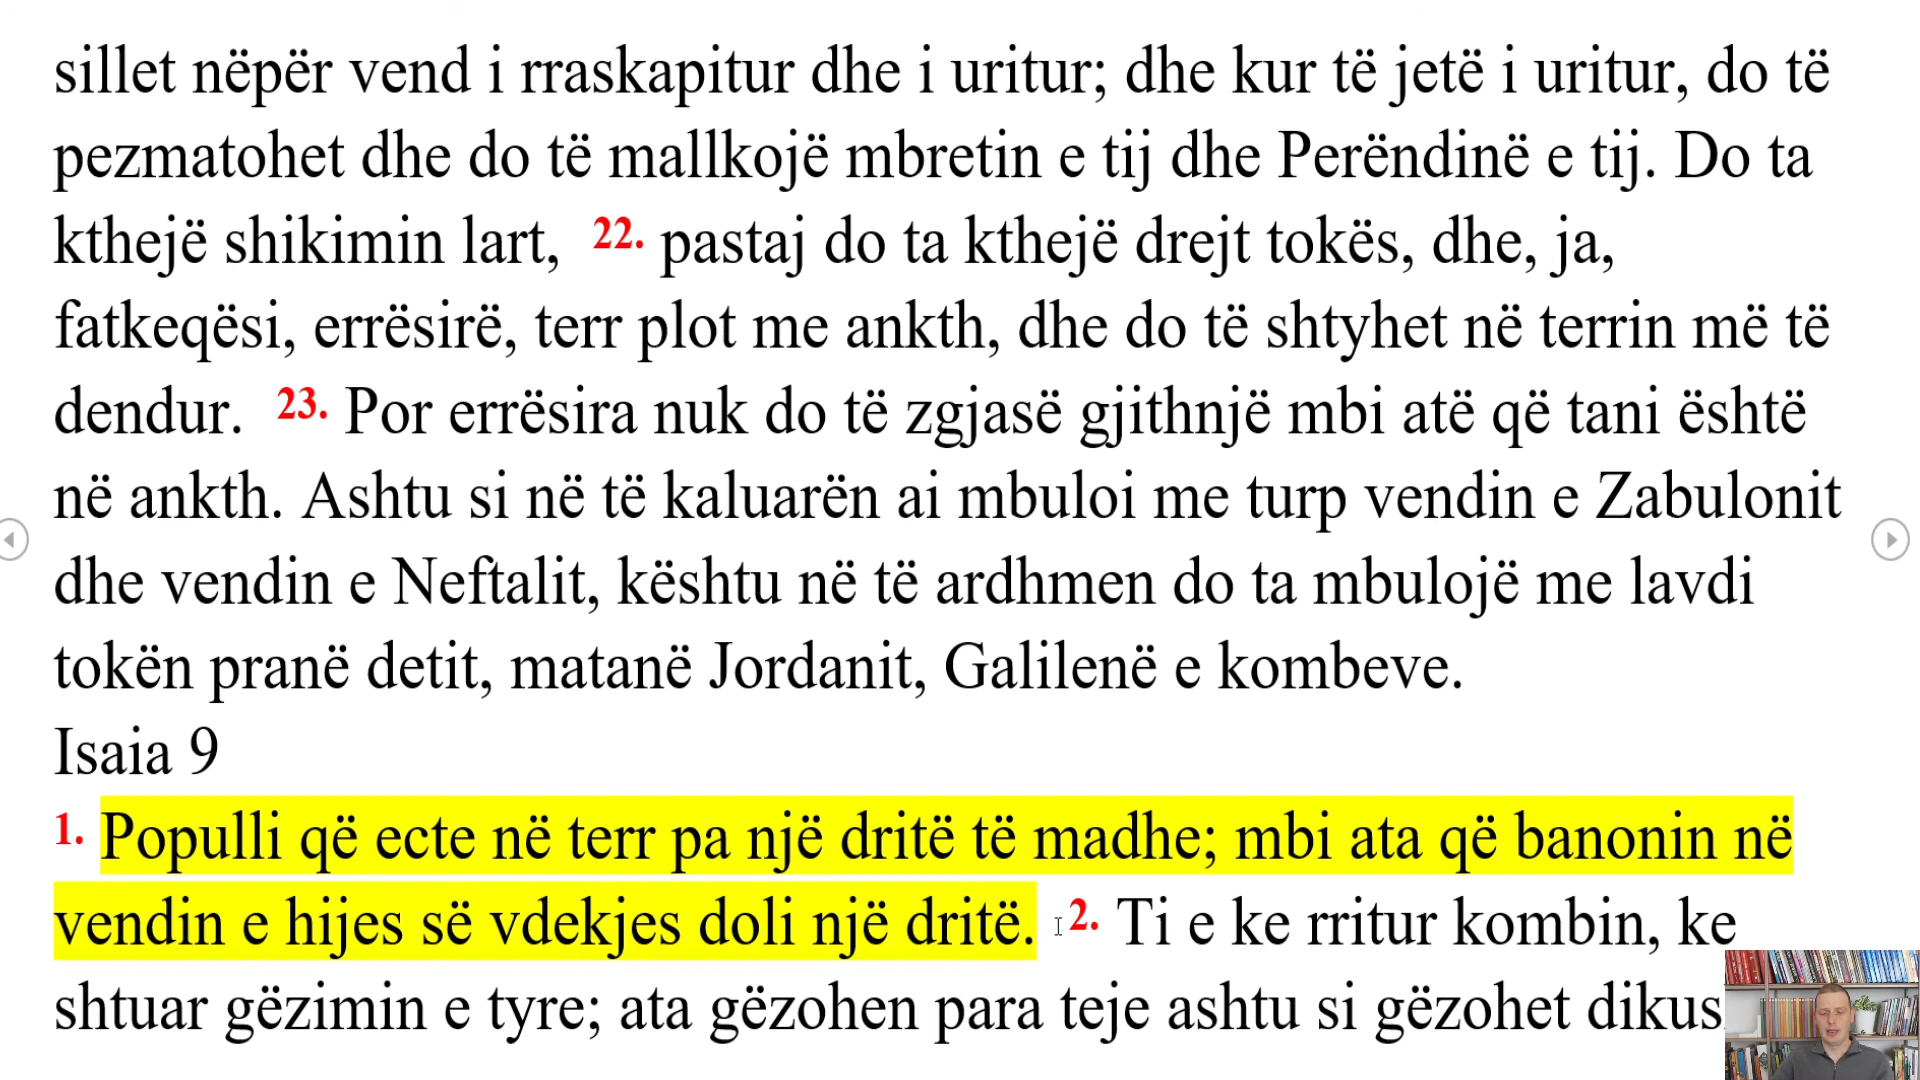 sillet nëpër vend i rraskapitur dhe i uritur; dhe kur të jetë i uritur, do të
pezmatohet dhe do të mallkojë mbretin e tij dhe Perëndinë e tij. Do ta
kthejë shikimin lart, 22. pastaj do ta kthejë drejt tokës, dhe, ja,
fatkeqësi, errësirë, terr plot me ankth, dhe do të shtyhet në terrin më të
dendur. 23. Por errësira nuk do të zgjasë gjithnjë mbi atë që tani është
në ankth. Ashtu si në të kaluarën ai mbuloi me turp vendin e Zabulonit
dhe vendin e Neftalit, kështu në të ardhmen do ta mbulojë me lavdi
tokën pranë detit, matanë Jordanit, Galilenë e kombeve.
Isaia 9
1. Populli që ecte në terr pa një dritë të madhe; mbi ata që banonin në
vendin e hijes së vdekjes doli një dritë. 2. Ti e ke rritur kombin, ke
shtuar gëzimin e tyre; ata gëzohen para teje ashtu si gëzohet dikus